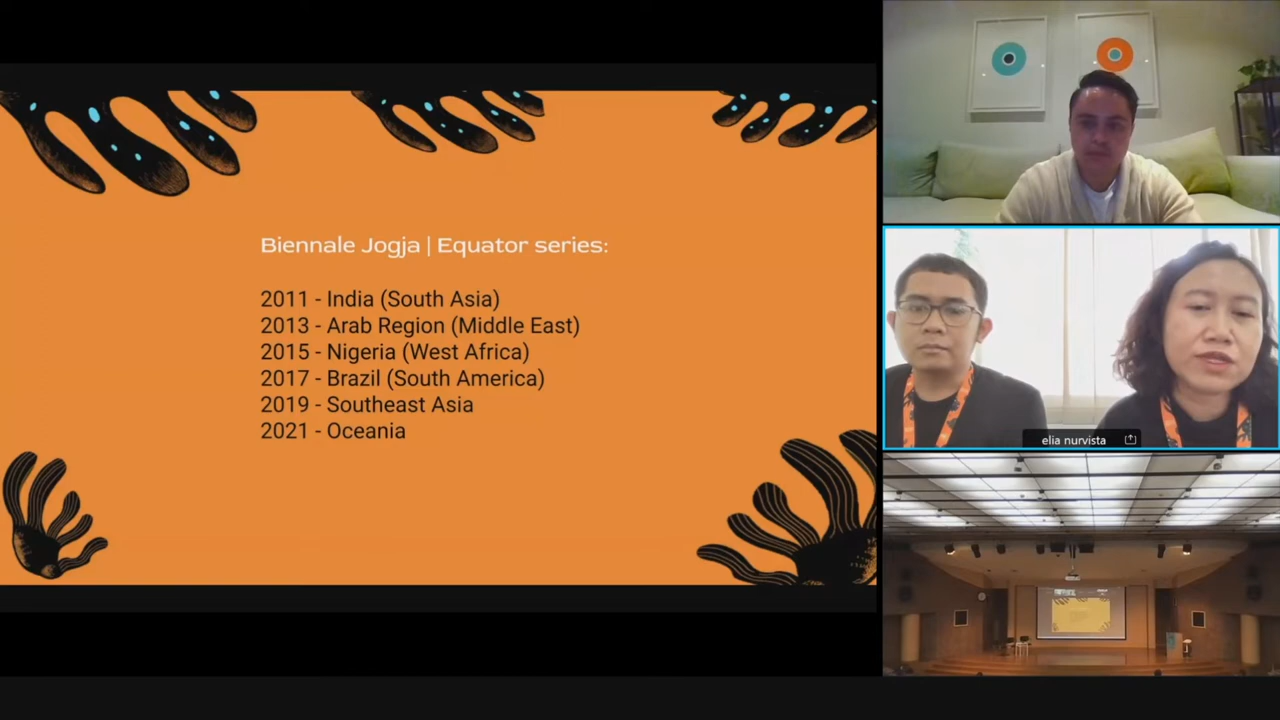 Biennale Jogja | Equator series:
2011 - India (South Asia)
2013 - Arab Region (Middle East)
2015 - Nigeria (West Africa)
2017 - Brazil (South America)
2019 - Southeast Asia
2021 - Oceania
elia nurvista